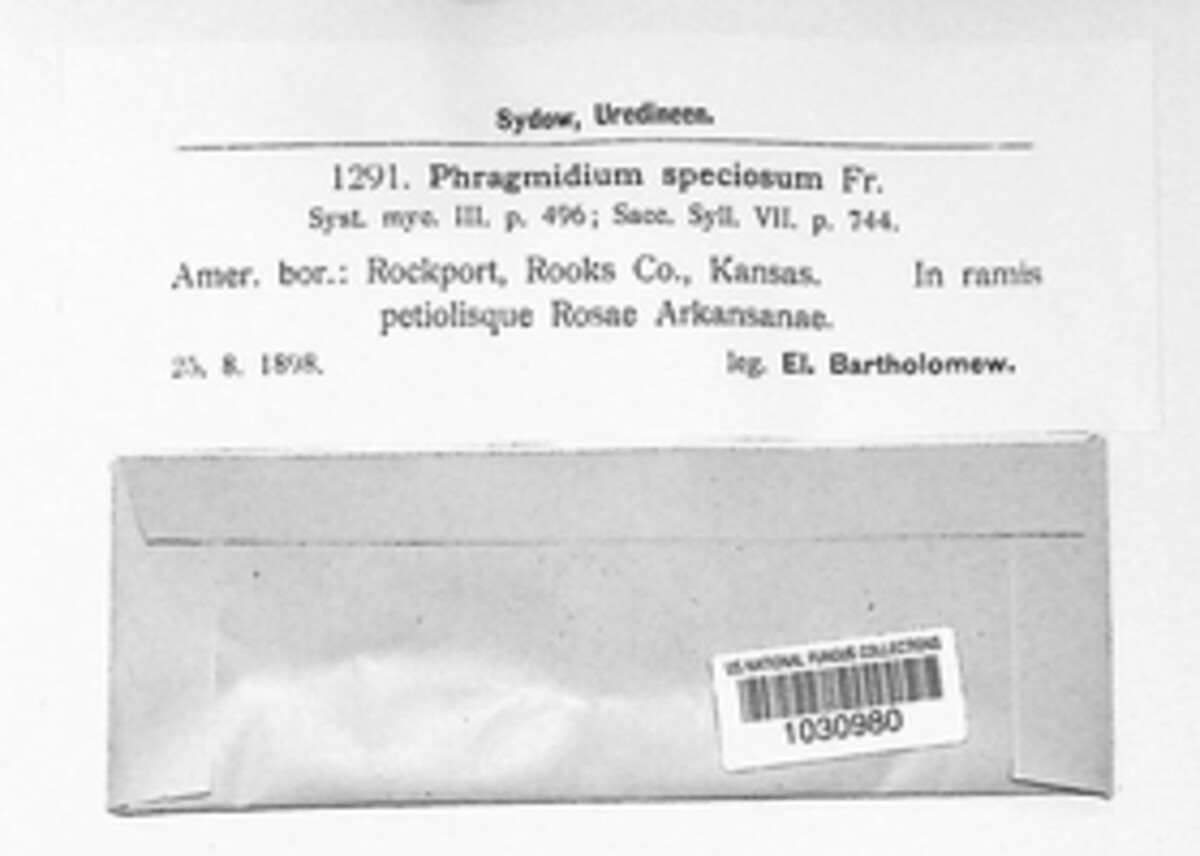 Sydow, Uredineen.
1291. Phragmidium speciosum Fr.
Syst. myc. III. p. 496; Sacc. Syll. VII. p. 744.
Amer. bor.: Rockport, Rooks Co., Kansas. In ramis
petiolisque Rosae Arkansanae.
25. 8. 1898. leg. El. Bartholomew.
US NATIONAL FUNGUS COLLECTIONS
1030980